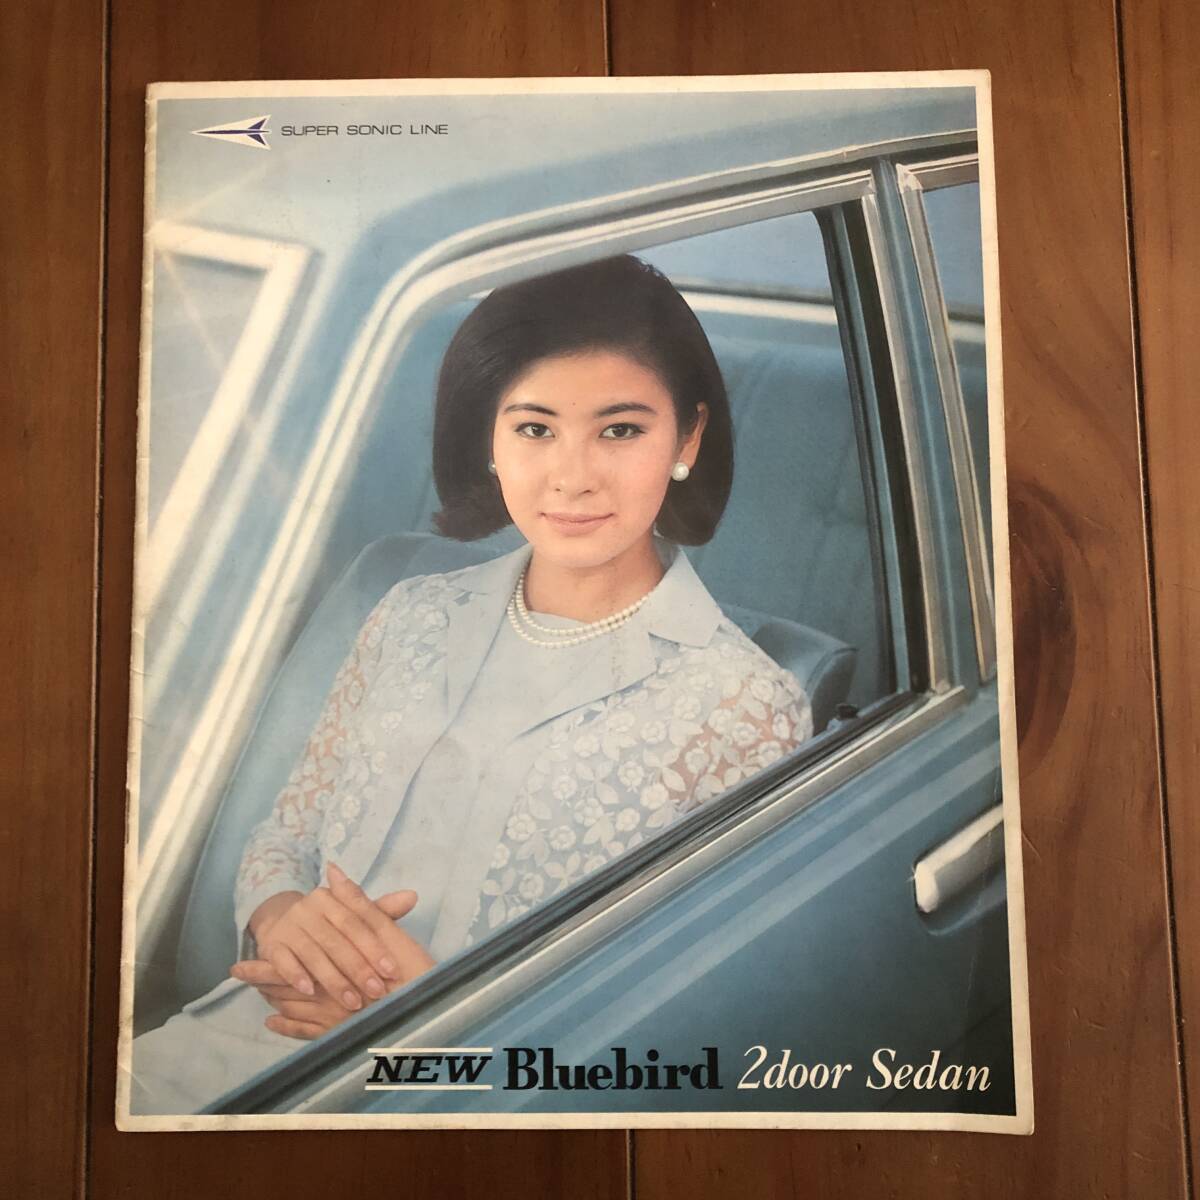 SUPER SONIC LINE
NEW Bluebird 2door Sedan